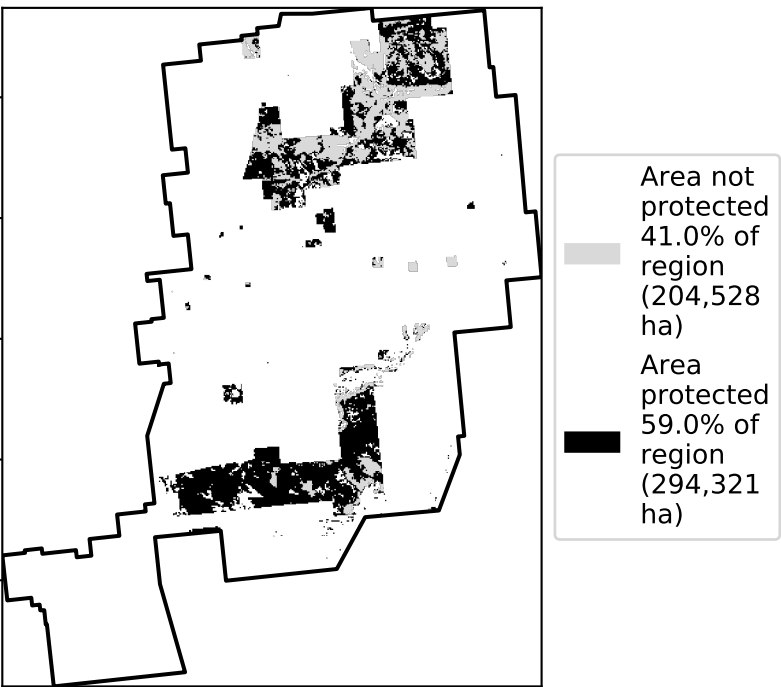 Area not
protected
41.0% of
region
(204,528
ha)
Area
protected
59.0% of
region
(294,321
ha)